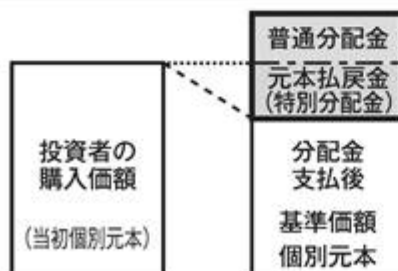 普通分配金
元本払戻金
(特別分配金)
投資者の
購入価額
(当初個別元本)
分配金
支払後
基準価額
個別元本